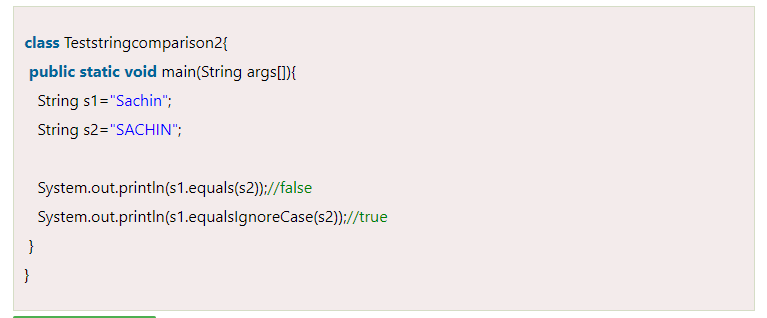 class Teststringcomparison2{
public static void main(String args[]){
String s1="Sachin";
String s2="SACHIN";
System.out.println(s1.equals(s2));//false
System.out.println(s1.equalsIgnoreCase(s2));//true
}
}